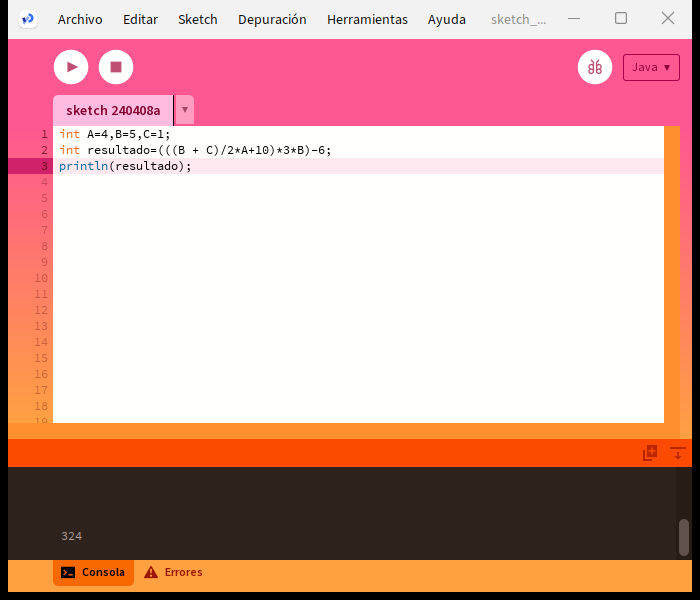 Archivo Editar Sketch Depuración Herramientas Ayuda sketch_...
Java ▾
sketch 240408a ▾
1 int A=4,B=5,C=1;
2 int resultado=(((B + C)/2*A+10)*3*B)-6;
3 println(resultado);
4
5
6
7
8
9
10
11
12
13
14
15
16
17
18
19
324
Consola Errores